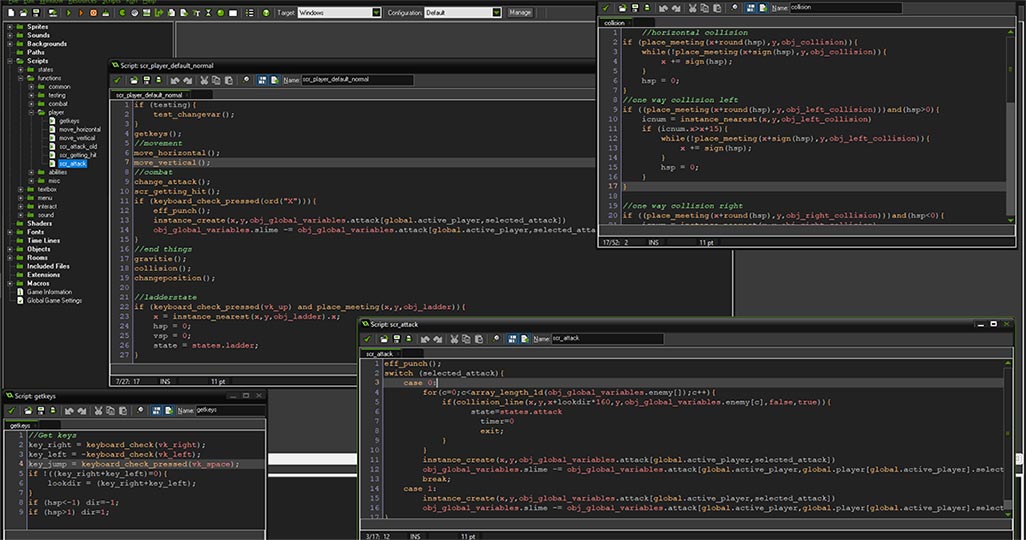 Target: Windows Configuration: Default Manage
Sprites
Sounds
Backgrounds
Paths
Scripts
states
functions
common
testing
combat
player
getkeys
move_horizontal
move_vertical
scr_attack_old
scr_getting_hit
scr_attack
abilities
misc
textbox
menu
interact
sound
Shaders
Fonts
Time Lines
Objects
Rooms
Included Files
Extensions
Macros
Game Information
Global Game Settings
Script: scr_player_default_normal
Name: scr_player_default_normal
scr_player_default_normal
1 if (testing){
2 test_changevar();
3 }
4 getkeys();
5 //movement
6 move_horizontal();
7 move_vertical();
8 //combat
9 change_attack();
10 scr_getting_hit();
11 if (keyboard_check_pressed(ord("X"))){
12 eff_punch();
13 instance_create(x,y,obj_global_variables.attack[global.active_player,selected_attack])
14 obj_global_variables.slime -= obj_global_variables.attack[global.active_player,selected_atta
15 }
16 //end things
17 gravitie();
18 collision();
19 changeposition();
20
21 //ladderstate
22 if (keyboard_check_pressed(vk_up) and place_meeting(x,y,obj_ladder)){
23 x = instance_nearest(x,y,obj_ladder).x;
24 hsp = 0;
25 vsp = 0;
26 state = states.ladder;
27 }
7/27: 17 INS 11 pt
Name: collision
collision
1 //horizontal collision
2 if (place_meeting(x+round(hsp),y,obj_collision)){
3 while(!place_meeting(x+sign(hsp),y,obj_collision)){
4 x += sign(hsp);
5 }
6 hsp = 0;
7 }
8 //one way collision left
9 if ((place_meeting(x+round(hsp),y,obj_left_collision)))and(hsp>0){
10 icnum = instance_nearest(x,y,obj_left_collision)
11 if (icnum.x>x+15){
12 while(!place_meeting(x+sign(hsp),y,obj_left_collision)){
13 x += sign(hsp);
14 }
15 hsp = 0;
16 }
17 }
18
19 //one way collision right
20 if ((place_meeting(x+round(hsp),y,obj_right_collision)))and(hsp<0){
17/52: 2 INS 11 pt
Script: getkeys
Name: getkeys
getkeys
1 //Get keys
2 key_right = keyboard_check(vk_right);
3 key_left = -keyboard_check(vk_left);
4 key_jump = keyboard_check_pressed(vk_space);
5 if !((key_right+key_left)=0){
6 lookdir = (key_right+key_left);
7 }
8 if (hsp<-1) dir=-1;
9 if (hsp>1) dir=1;
Script: scr_attack
Name: scr_attack
scr_attack
1 eff_punch();
2 switch (selected_attack){
3 case 0:
4 for(c=0;c<array_length_1d(obj_global_variables.enemy[]);c++){
5 if(collision_line(x,y,x+lookdir*160,y,obj_global_variables.enemy[c],false,true)){
6 state=states.attack
7 timer=0
8 exit;
9 }
10 }
11 instance_create(x,y,obj_global_variables.attack[global.active_player,selected_attack])
12 obj_global_variables.slime -= obj_global_variables.attack[global.active_player,global.player[global.active_player].select
13 break;
14 case 1:
15 instance_create(x,y,obj_global_variables.attack[global.active_player,selected_attack])
16 obj_global_variables.slime -= obj_global_variables.attack[global.active_player,global.player[global.active_player].select
3/17: 12 INS 11 pt